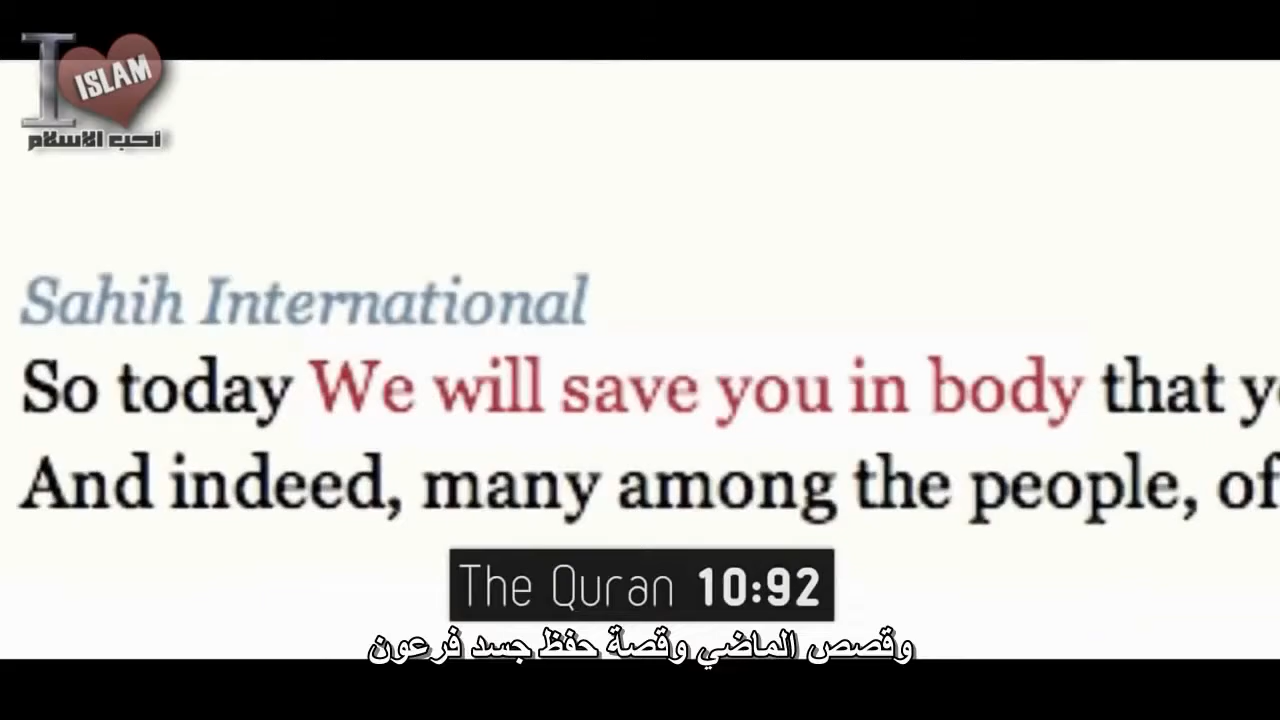 I
ISLAM
أحب الاسلام
Sahih International
So today We will save you in body that
And indeed, many among the people, of
The Quran 10:92
وقصص الماضي وقصة حفظ جسد فرعون